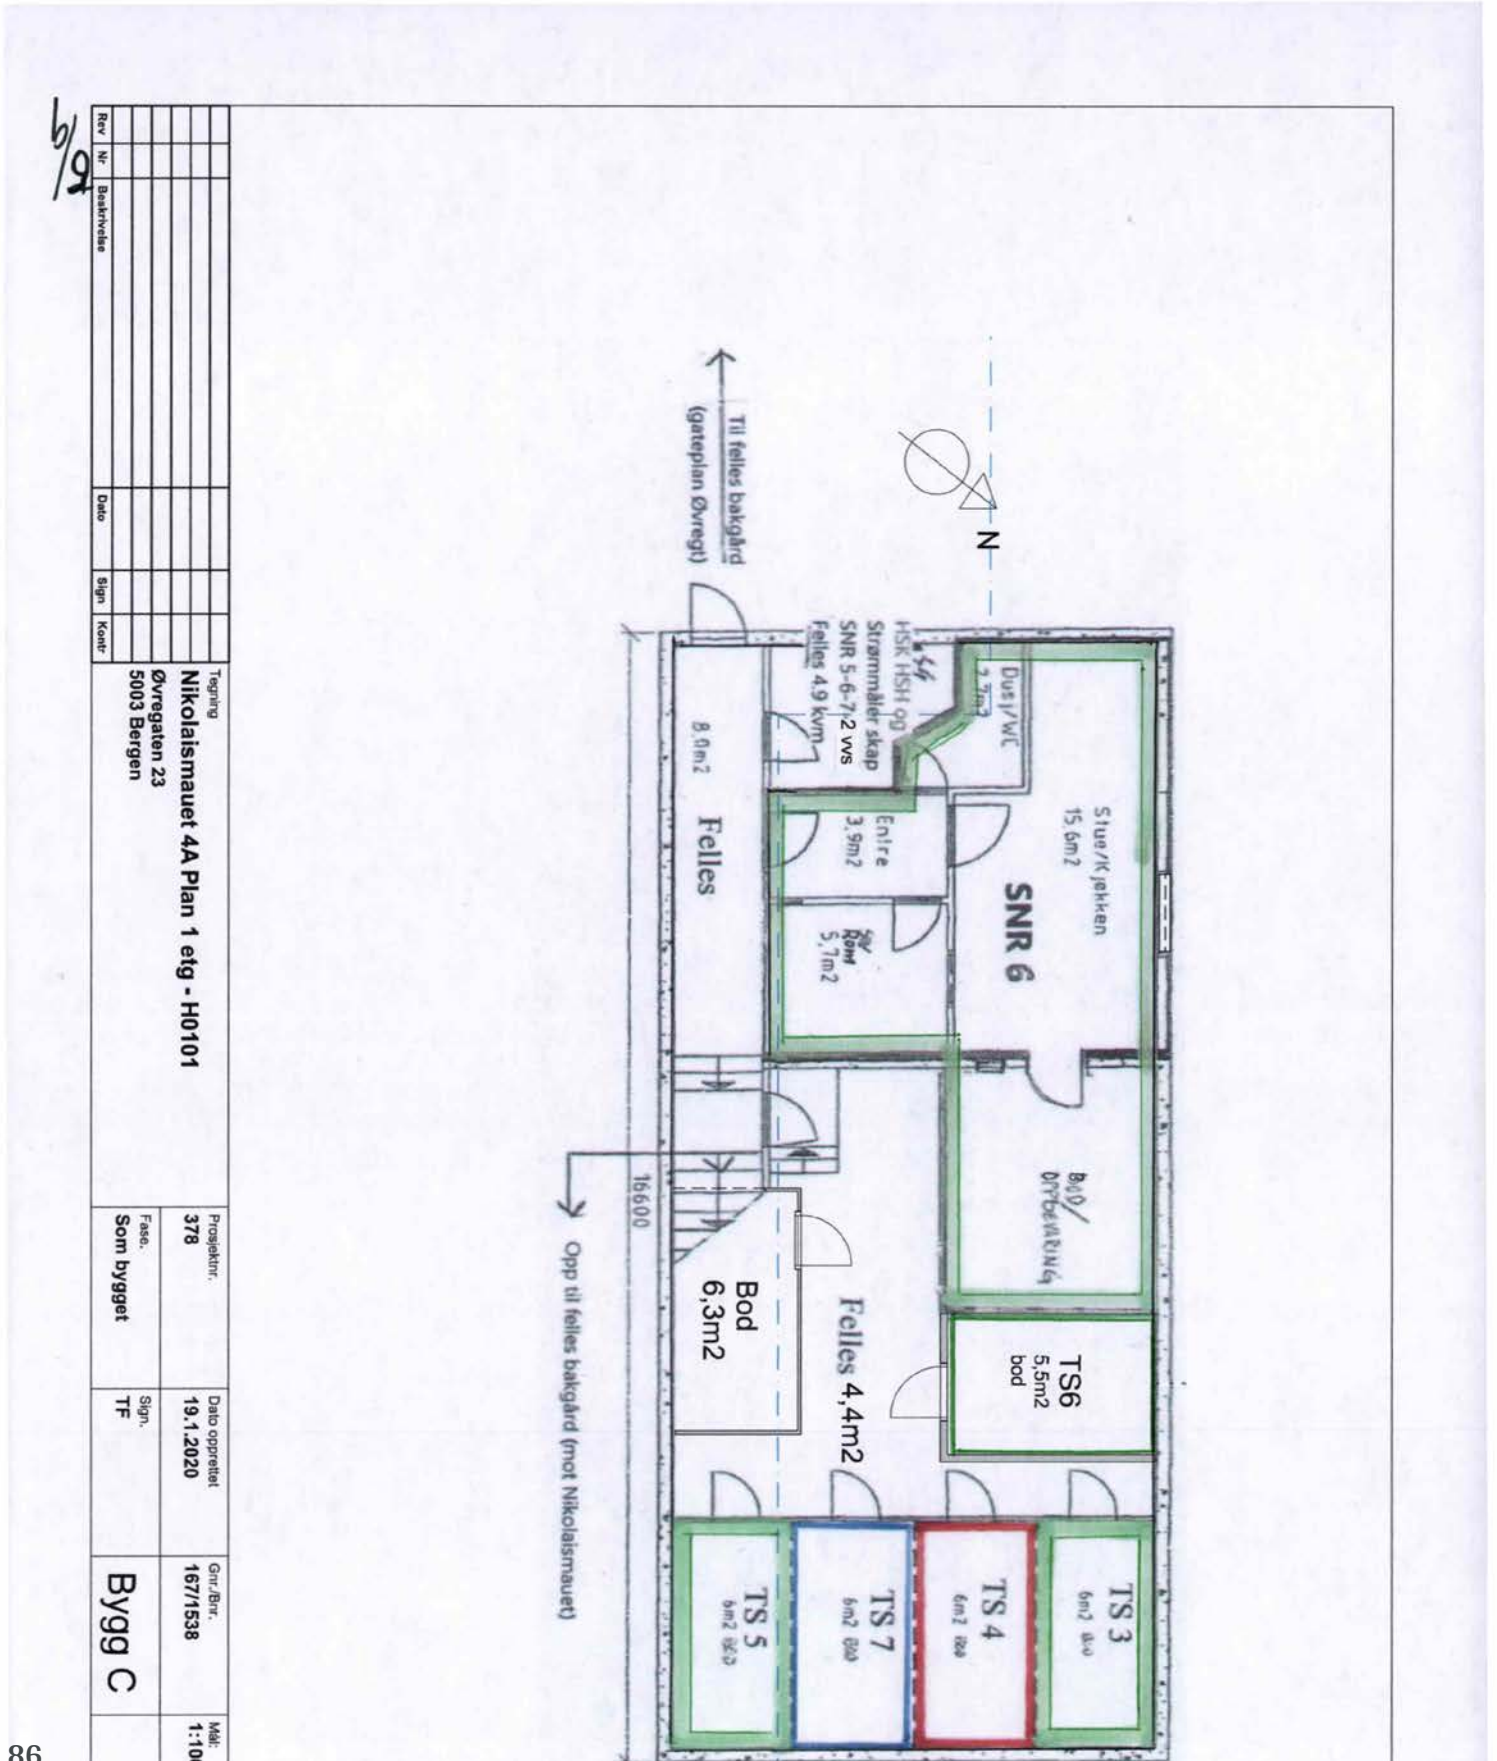 Til felles bakgård
(gateplan Øvregt)
N
HSK HSH og
Strømmåler skap
SNR 5-6-7-2 vvs
Felles 4.9 kvm
Dusj/WC
2.7m2
Stue/Kjøkken
15.6m2
SNR 6
Entre
3.9m2
Sov
Rom
5.7m2
8.0m2
Felles
BOD/
OPPBEVARING
16600
Opp til felles bakgård (mot Nikolaismauet)
Bod
6,3m2
Felles 4,4m2
TS6
5,5m2
bod
TS 3
6m2
TS 4
6m2
TS 7
6m2
TS 5
6m2
Rev Nr Beskrivelse Dato Sign Kontr
Tegning
Nikolaismauet 4A Plan 1 etg - H0101
Øvregaten 23
5003 Bergen
Prosjektnr.
378
Fase.
Som bygget
Dato opprettet
19.1.2020
Sign.
TF
Gnr./Bnr.
167/1538
Bygg C
Mål:
86